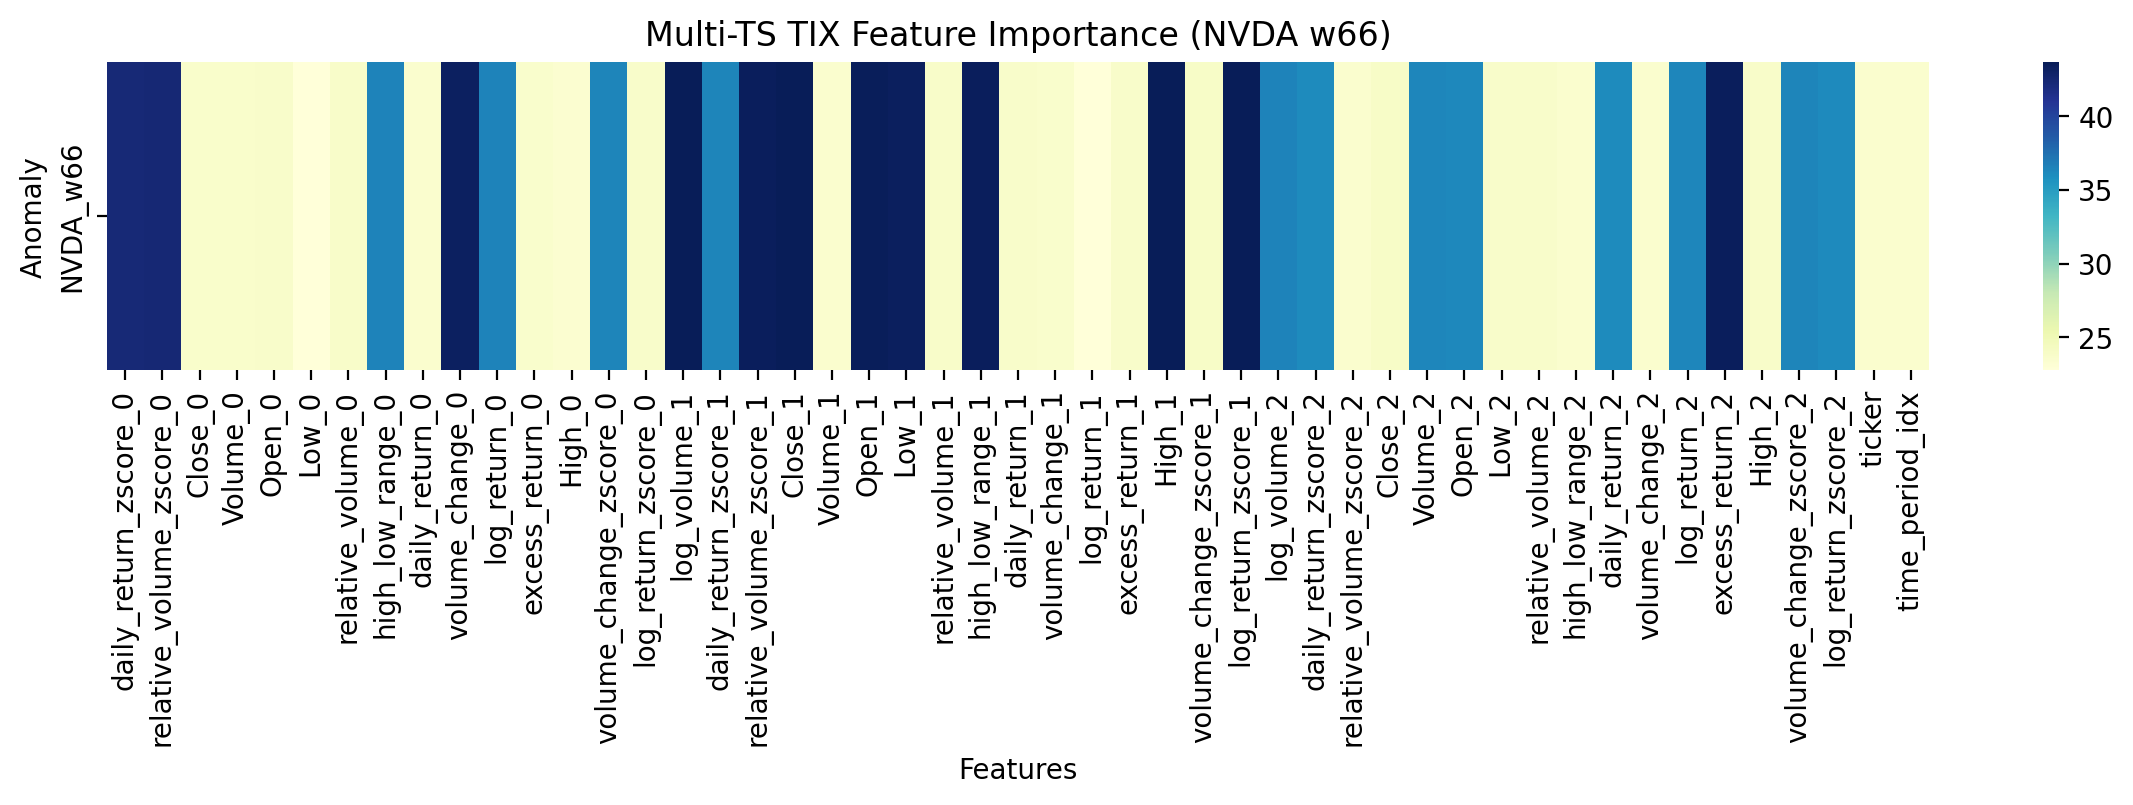 Multi-TS TIX Feature Importance (NVDA w66)
Anomaly
NVDA_w66
40
35
30
25
daily_return_zscore_0
relative_volume_zscore_0
Close_0
Volume_0
Open_0
Low_0
relative_volume_0
high_low_range_0
daily_return_0
volume_change_0
log_return_0
excess_return_0
High_0
volume_change_zscore_0
log_return_zscore_0
log_volume_1
daily_return_zscore_1
relative_volume_zscore_1
Close_1
Volume_1
Open_1
Low_1
relative_volume_1
high_low_range_1
daily_return_1
volume_change_1
log_return_1
excess_return_1
High_1
volume_change_zscore_1
log_return_zscore_1
log_volume_2
daily_return_zscore_2
relative_volume_zscore_2
Close_2
Volume_2
Open_2
Low_2
relative_volume_2
high_low_range_2
daily_return_2
volume_change_2
log_return_2
excess_return_2
High_2
volume_change_zscore_2
log_return_zscore_2
ticker
time_period_idx
Features